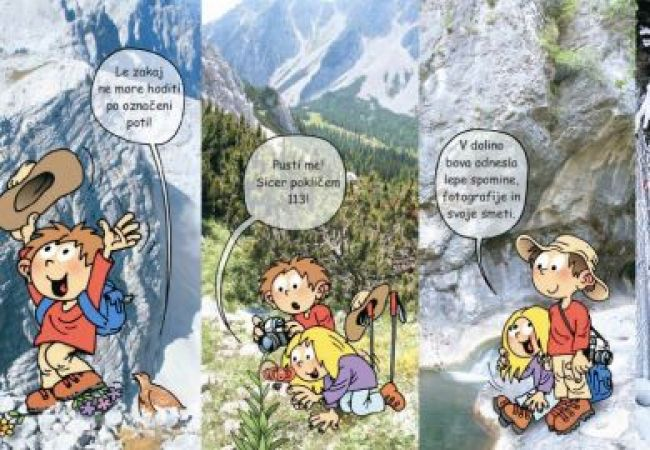 Le zakaj
ne more hoditi
po označeni
poti!
Pusti me!
Sicer pokličem
113!
V dolino
bova odnesla
lepe spomine,
fotografije in
svoje smeti.